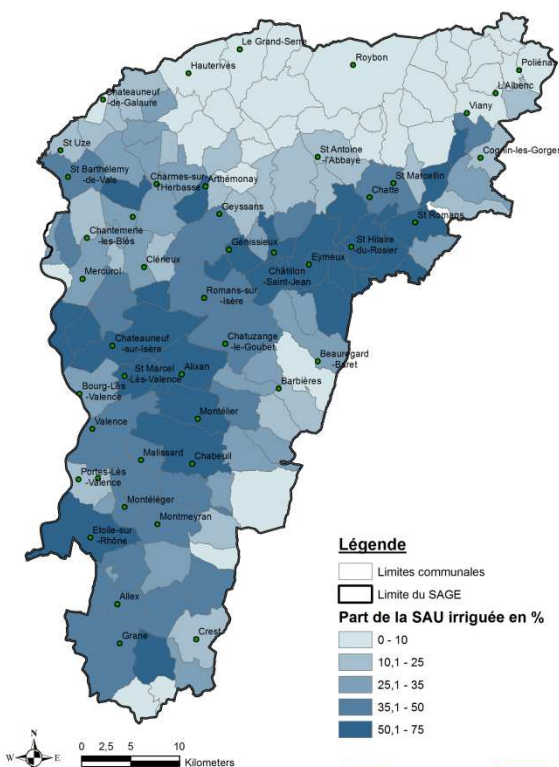 Le Grand-Serre
Hauterives
Roybon
Poliéna
L'Albenc
Chateauneuf
-de-Galaure
Vinay
St Uze
St Antoine
-l'Abbaye
Cognin-les-Gorges
St Barthélemy
-de-Vals
Charmes-sur
-l'Herbasse
Arthémonay
St Marcellin
Chatte
Geyssans
St Romans
Chantemerle
-les-Blés
Génissieux
St Hilaire
-du-Rosier
Clérieux
Châtillon
-Saint-Jean
Eymeux
Mercurol
Romans-sur
-Isère
Chateauneuf
-sur-Isère
Chatuzange
-le-Goubet
Beauregard
-Baret
St Marcel
-Lès-Valence
Alixan
Bourg-Lès
-Valence
Barbières
Montélier
Valence
Malissard
Chabeuil
Portes-Lès
-Valence
Montéléger
Montmeyran
Etoile-sur
-Rhône
Allex
Grane
Crest
Légende
Limites communales
Limite du SAGE
Part de la SAU irriguée en %
0 - 10
10,1 - 25
25,1 - 35
35,1 - 50
50,1 - 75
N
W E
S
0 2,5 5 10
Kilometers